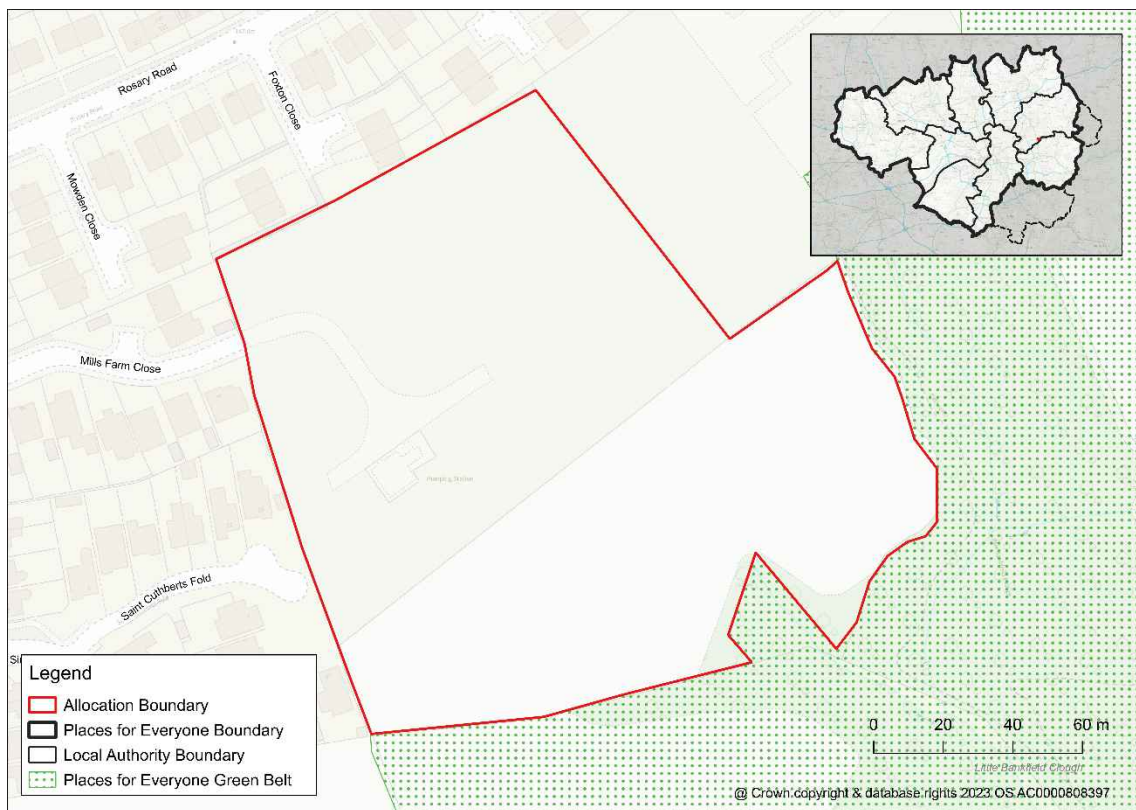 Rosary Road
Foxton Close
Mowden Close
Mills Farm Close
Pumping Station
Saint Cuthberts Fold
Legend
Allocation Boundary
Places for Everyone Boundary
Local Authority Boundary
Places for Everyone Green Belt
0 20 40 60 m
Little Bankfield Clough
@ Crown copyright & database rights 2023 OS AC0000808397